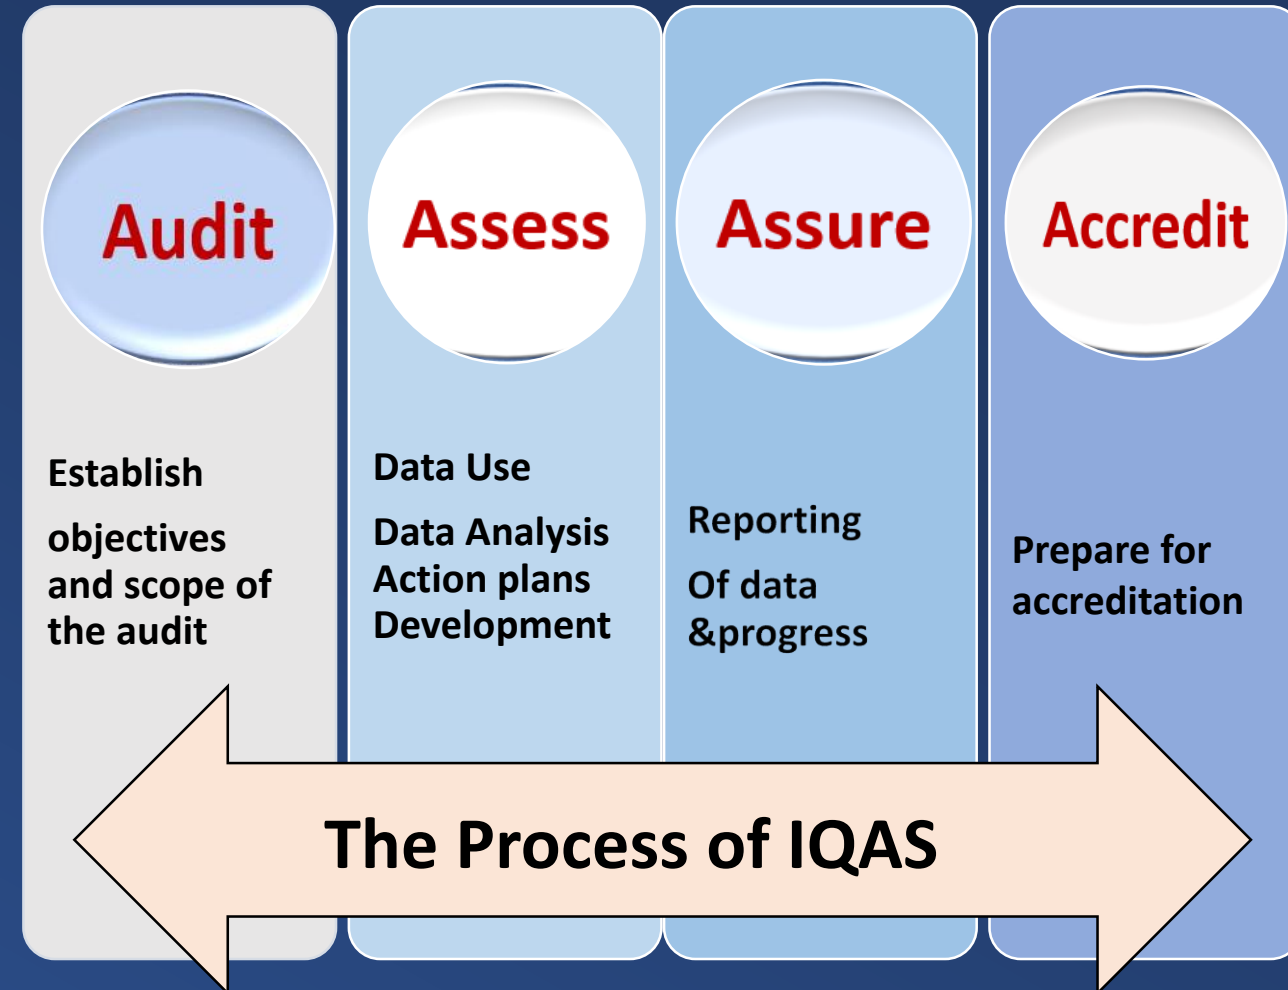 Audit
Establish
objectives
and scope of
the audit
Assess
Data Use
Data Analysis
Action plans
Development
Assure
Reporting
Of data
&progress
Accredit
Prepare for
accreditation
The Process of IQAS